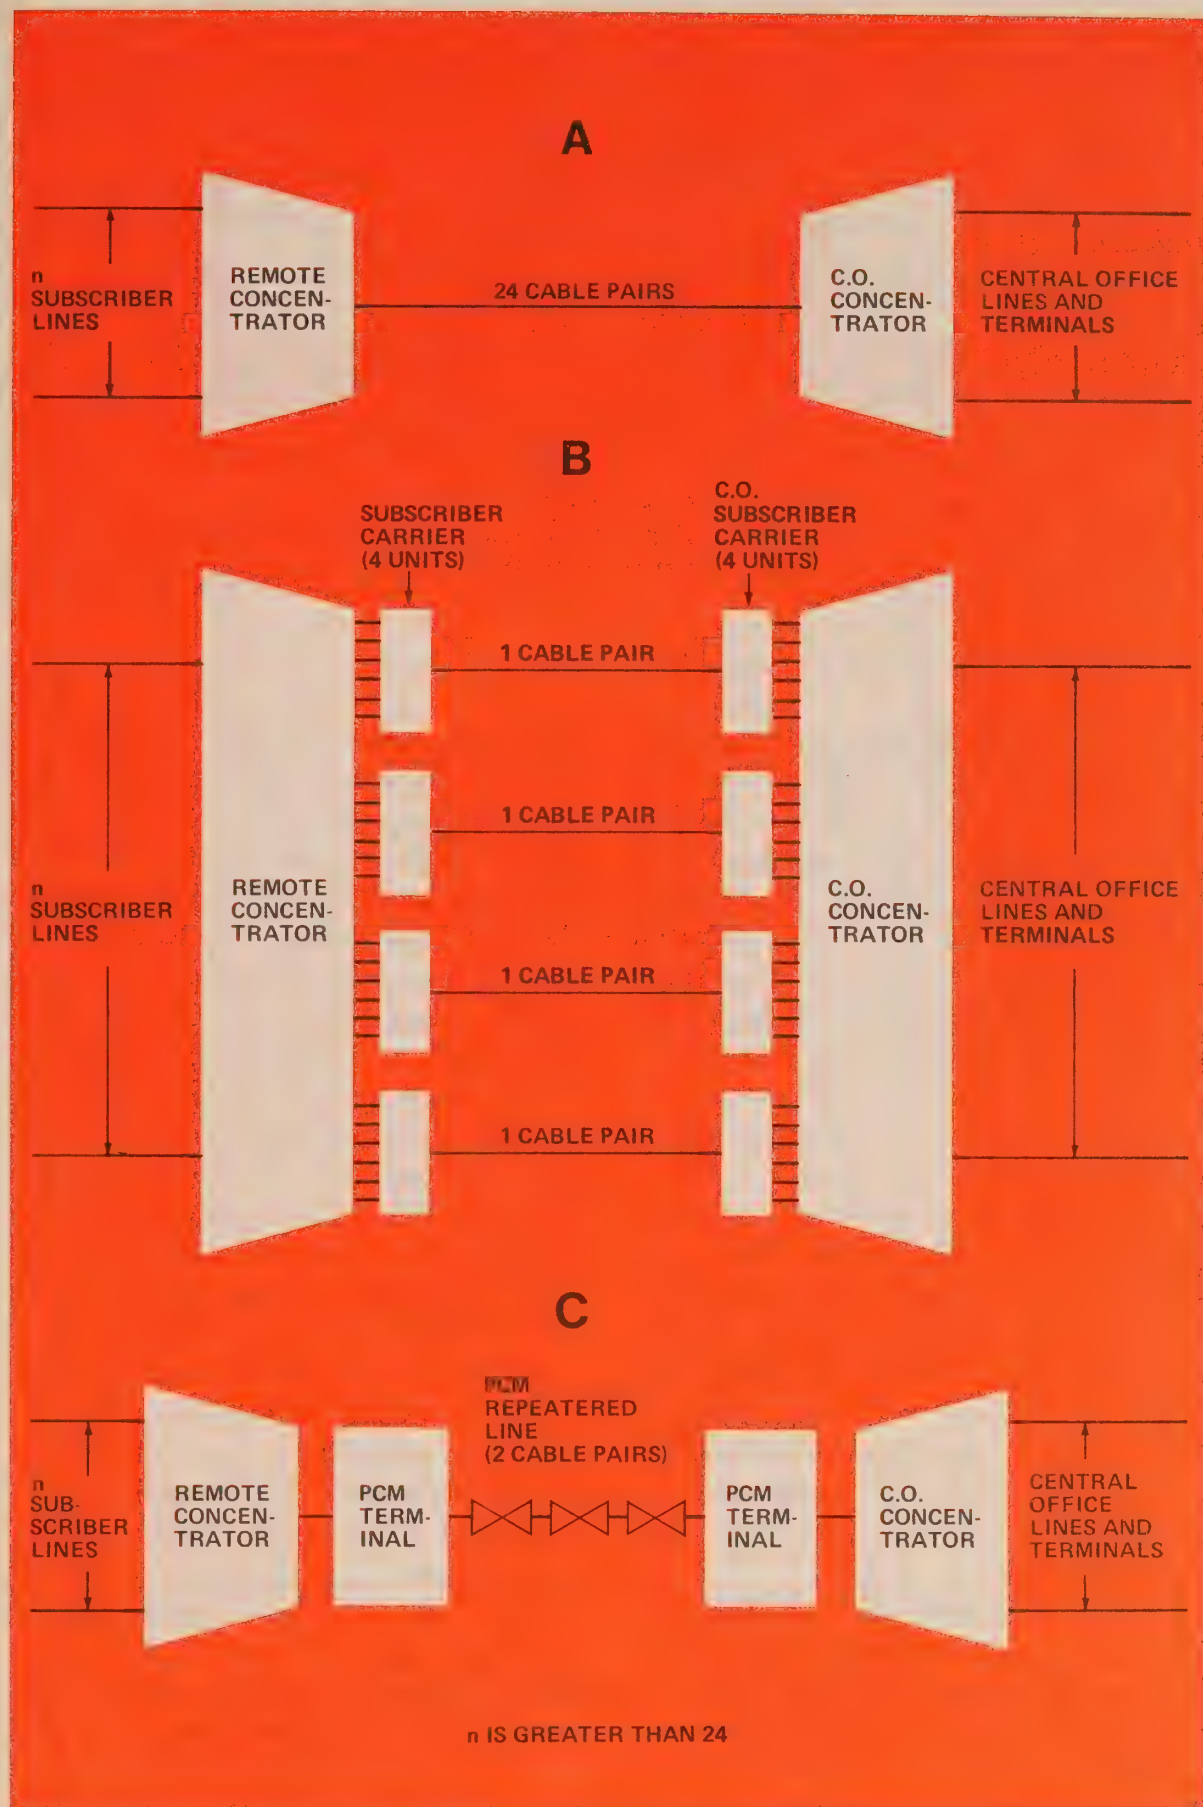 A
n
SUBSCRIBER
LINES
REMOTE
CONCEN-
TRATOR
24 CABLE PAIRS
C.O.
CONCEN-
TRATOR
CENTRAL OFFICE
LINES AND
TERMINALS
B
SUBSCRIBER
CARRIER
(4 UNITS)
C.O.
SUBSCRIBER
CARRIER
(4 UNITS)
1 CABLE PAIR
1 CABLE PAIR
n
SUBSCRIBER
LINES
REMOTE
CONCEN-
TRATOR
C.O.
CONCEN-
TRATOR
CENTRAL OFFICE
LINES AND
TERMINALS
1 CABLE PAIR
1 CABLE PAIR
C
n
SUB-
SCRIBER
LINES
REMOTE
CONCEN-
TRATOR
PCM
TERM-
INAL
PCM
REPEATERED
LINE
(2 CABLE PAIRS)
PCM
TERM-
INAL
C.O.
CONCEN-
TRATOR
CENTRAL
OFFICE
LINES AND
TERMINALS
n IS GREATER THAN 24